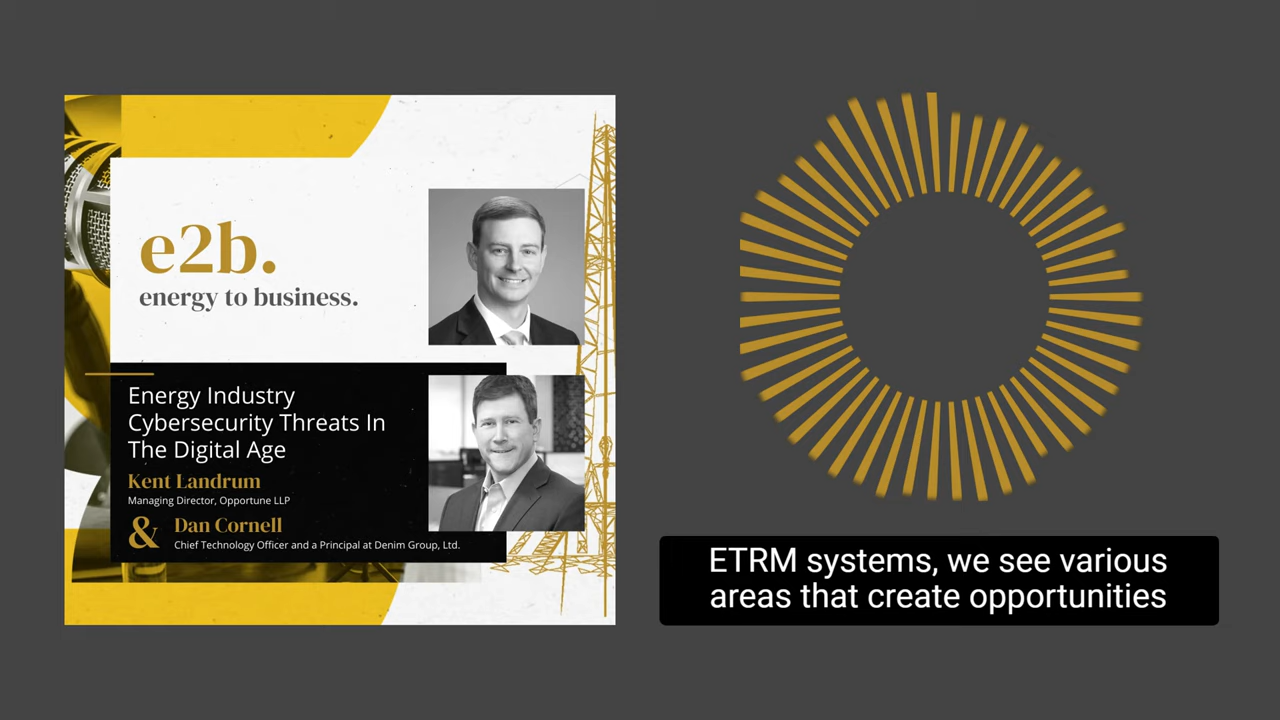 e2b.
energy to business.
Energy Industry
Cybersecurity Threats In
The Digital Age
Kent Landrum
Managing Director, Opportune LLP
& Dan Cornell
Chief Technology Officer and a Principal at Denim Group, Ltd.
ETRM systems, we see various
areas that create opportunities